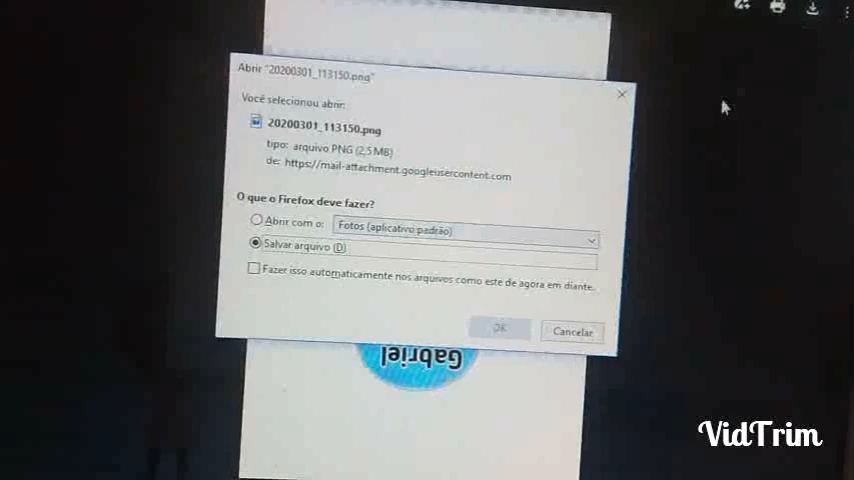 Abrir "20200301_113150.png"
Você selecionou abrir:
20200301_113150.png
tipo: arquivo PNG (2,5 MB)
de: https://mail-attachment.googleusercontent.com
O que o Firefox deve fazer?
Abrir com o: Fotos (aplicativo padrão)
Salvar arquivo (D)
Fazer isso automaticamente nos arquivos como este de agora em diante.
OK Cancelar
Gabriel
VidTrim